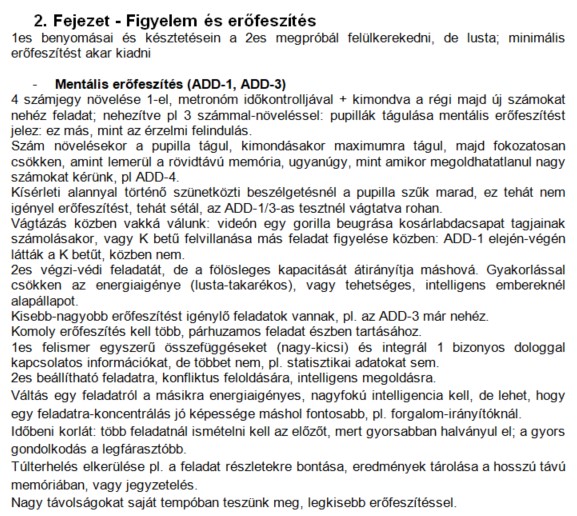 2. Fejezet - Figyelem és erőfeszítés
1es benyomásai és késztetésein a 2es megpróbál felülkerekedni, de lusta; minimális
erőfeszítést akar kiadni
- Mentális erőfeszítés (ADD-1, ADD-3)
4 számjegy növelése 1-el, metronóm időkontrolljával + kimondva a régi majd új számokat
nehéz feladat; nehezítve pl 3 számmal-növeléssel: pupillák tágulása mentális erőfeszítést
jelez: ez más, mint az érzelmi felindulás.
Szám növelésekor a pupilla tágul, kimondásakor maximumra tágul, majd fokozatosan
csökken, amint lemerül a rövidtávú memória, ugyanúgy, mint amikor megoldhatatlanul nagy
számokat kérünk, pl ADD-4.
Kísérleti alannyal történő szünetközti beszélgetésnél a pupilla szűk marad, ez tehát nem
igényel erőfeszítést, tehát sétál, az ADD-1/3-as tesztnél vágtatva rohan.
Vágtázás közben vakká válunk: videón egy gorilla beugrása kosárlabdacsapat tagjainak
számolásakor, vagy K betű felvillanása más feladat figyelése közben: ADD-1 elején-végén
látták a K betűt, közben nem.
2es végzi-védi feladatát, de a fölösleges kapacitását átirányítja máshová. Gyakorlással
csökken az energiaigénye (lusta-takarékos), vagy tehetséges, intelligens embereknél
alapállapot.
Kisebb-nagyobb erőfeszítést igénylő feladatok vannak, pl. az ADD-3 már nehéz.
Komoly erőfeszítés kell több, párhuzamos feladat észben tartásához.
1es felismer egyszerű összefüggéseket (nagy-kicsi) és integrál 1 bizonyos dologgal
kapcsolatos információkat, de többet nem, pl. statisztikai adatokat sem.
2es beállítható feladatra, konfliktus feloldására, intelligens megoldásra.
Váltás egy feladatról a másikra energiaigényes, nagyfokú intelligencia kell, de lehet, hogy
egy feladatra-koncentrálás jó képessége máshol fontosabb, pl. forgalom-irányítóknál.
Időbeni korlát: több feladatnál ismételni kell az előzőt, mert gyorsabban halványul el; a gyors
gondolkodás a legfárasztóbb.
Túlterhelés elkerülése pl. a feladat részletekre bontása, eredmények tárolása a hosszú távú
memóriában, vagy jegyzetelés.
Nagy távolságokat saját tempóban teszünk meg, legkisebb erőfeszítéssel.